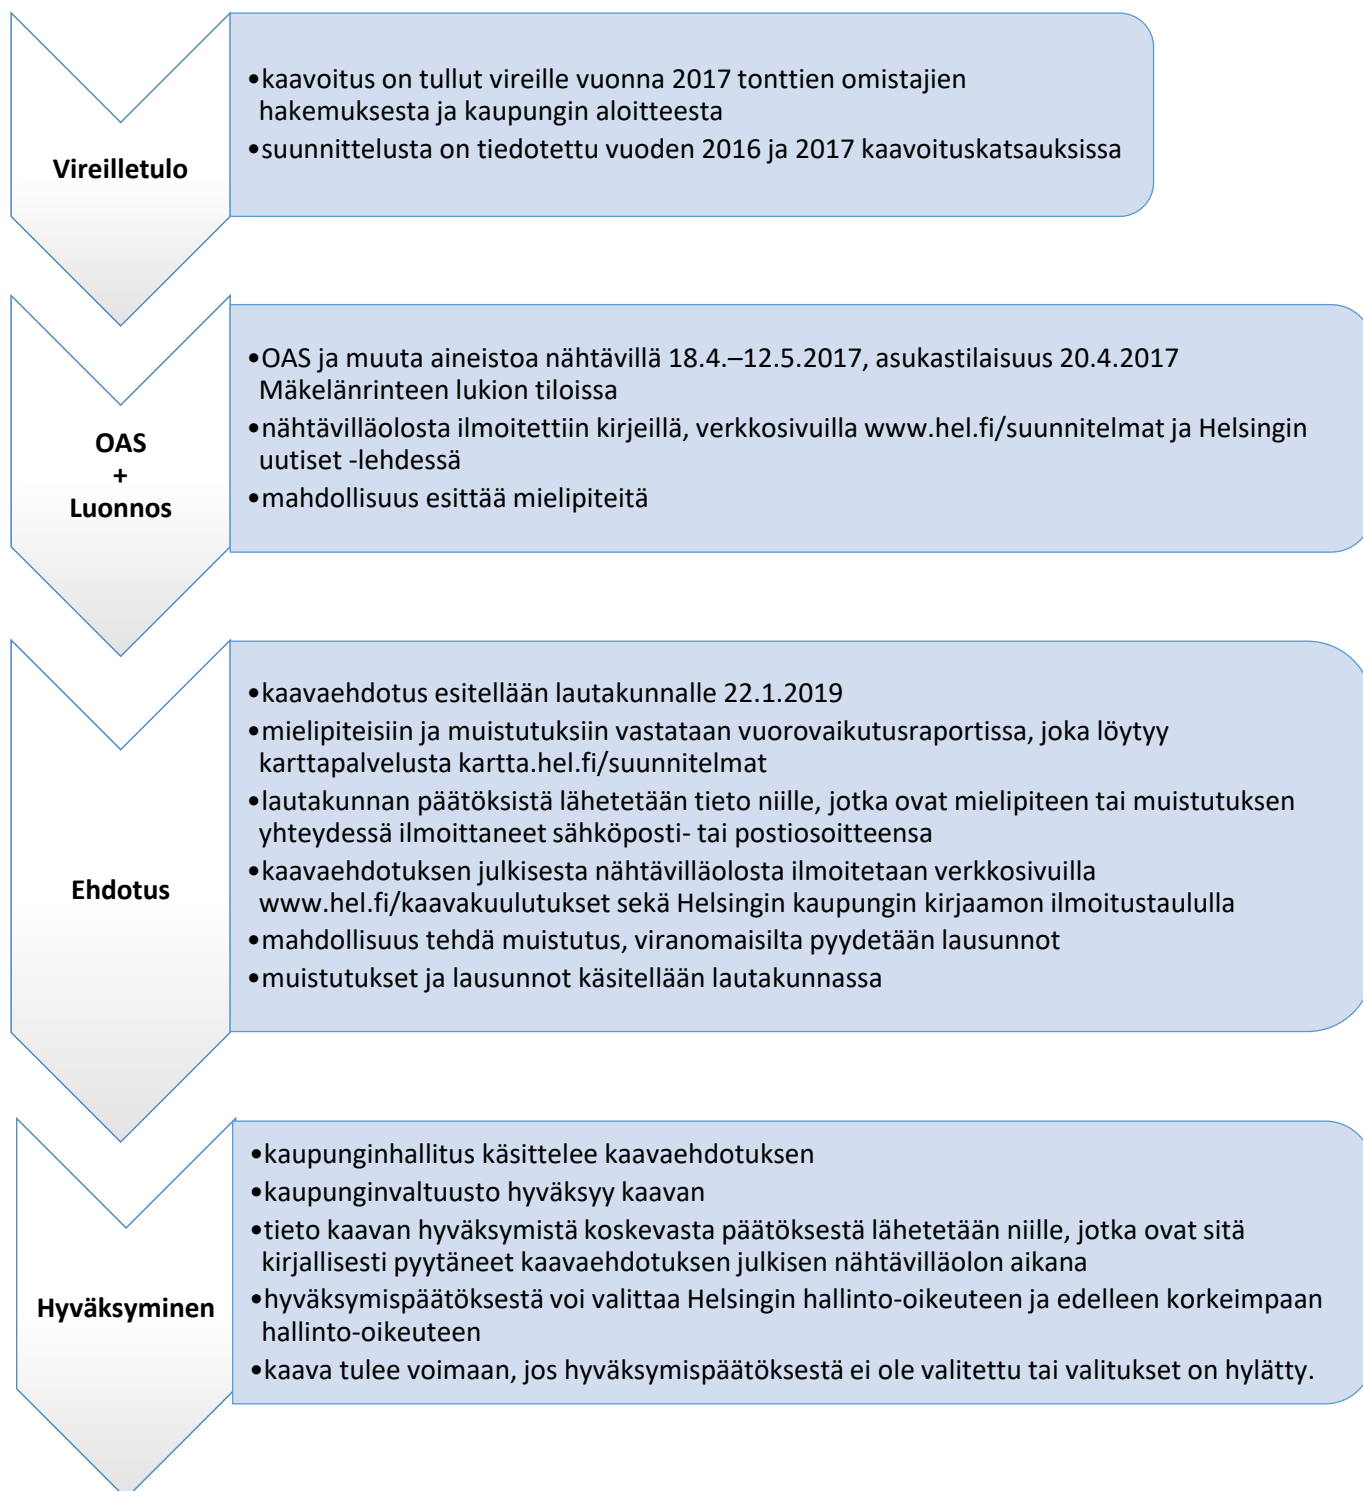 Vireilletulo
•kaavoitus on tullut vireille vuonna 2017 tonttien omistajien
hakemuksesta ja kaupungin aloitteesta
•suunnittelusta on tiedotettu vuoden 2016 ja 2017 kaavoituskatsauksissa
OAS
+
Luonnos
•OAS ja muuta aineistoa nähtävillä 18.4.–12.5.2017, asukastilaisuus 20.4.2017
Mäkelänrinteen lukion tiloissa
•nähtävilläolosta ilmoitettiin kirjeillä, verkkosivuilla www.hel.fi/suunnitelmat ja Helsingin
uutiset -lehdessä
•mahdollisuus esittää mielipiteitä
Ehdotus
•kaavaehdotus esitellään lautakunnalle 22.1.2019
•mielipiteisiin ja muistutuksiin vastataan vuorovaikutusraportissa, joka löytyy
karttapalvelusta kartta.hel.fi/suunnitelmat
•lautakunnan päätöksistä lähetetään tieto niille, jotka ovat mielipiteen tai muistutuksen
yhteydessä ilmoittaneet sähköposti- tai postiosoitteensa
•kaavaehdotuksen julkisesta nähtävilläolosta ilmoitetaan verkkosivuilla
www.hel.fi/kaavakuulutukset sekä Helsingin kaupungin kirjaamon ilmoitustaululla
•mahdollisuus tehdä muistutus, viranomaisilta pyydetään lausunnot
•muistutukset ja lausunnot käsitellään lautakunnassa
Hyväksyminen
•kaupunginhallitus käsittelee kaavaehdotuksen
•kaupunginvaltuusto hyväksyy kaavan
•tieto kaavan hyväksymistä koskevasta päätöksestä lähetetään niille, jotka ovat sitä
kirjallisesti pyytäneet kaavaehdotuksen julkisen nähtävilläolon aikana
•hyväksymispäätöksestä voi valittaa Helsingin hallinto-oikeuteen ja edelleen korkeimpaan
hallinto-oikeuteen
•kaava tulee voimaan, jos hyväksymispäätöksestä ei ole valitettu tai valitukset on hylätty.